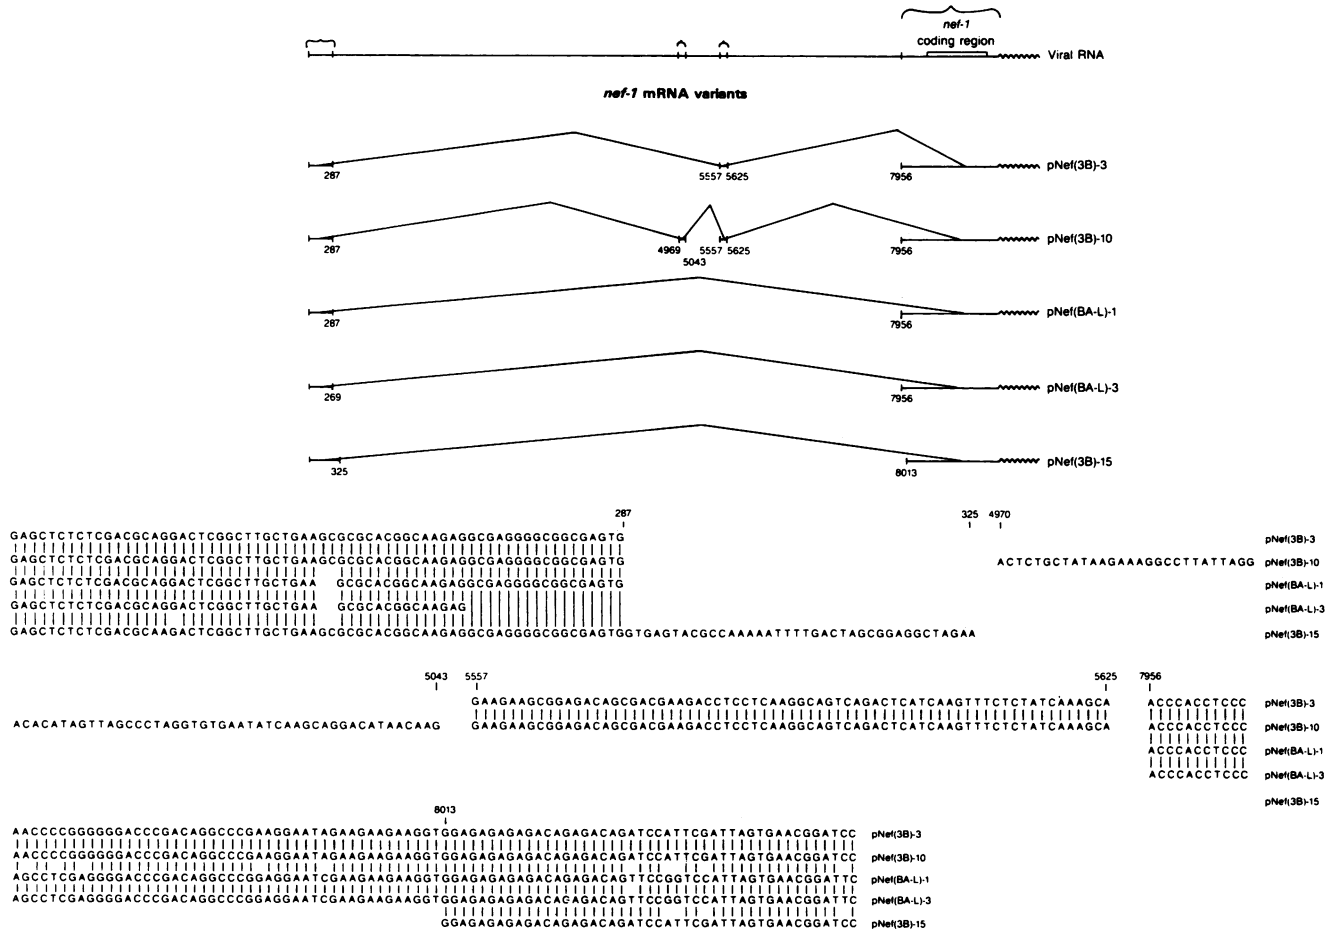 nef-1
coding region
Viral RNA
nef-1 mRNA variants
287 5557 5625 7956 pNef(3B)-3
287 4969 5557 5625 7956 pNef(3B)-10
5043
287 7956 pNef(BA-L)-1
269 7956 pNef(BA-L)-3
325 8013 pNef(3B)-15
287 325 4970
GAGCTCTCTCGACGCAGGACTCGGCTTGCTGAAGCGCGCACGGCAAGAGGCGAGGGGCGGCGAGTG pNef(3B)-3
GAGCTCTCTCGACGCAGGACTCGGCTTGCTGAAGCGCGCACGGCAAGAGGCGAGGGGCGGCGAGTG ACTCTGCTATAAGAAAGGCCTTATTAGG pNef(3B)-10
GAGCTCTCTCGACGCAGGACTCGGCTTGCTGAA GCGCACGGCAAGAGGCGAGGGGCGGCGAGTG pNef(BA-L)-1
GAGCTCTCTCGACGCAGGACTCGGCTTGCTGAA GCGCACGGCAAGAG pNef(BA-L)-3
GAGCTCTCTCGACGCAAGACTCGGCTTGCTGAAGCGCGCACGGCAAGAGGCGAGGGGCGGCGAGTGGTGAGTACGCCAAAAATTTTGACTAGCGGAGGCTAGAA pNef(3B)-15
5043 5557 5625 7956
GAAGAAGCGGAGACAGCGACGAAGACCTCCTCAAGGCAGTCAGACTCATCAAGTTTCTCTATCAAAGCA ACCCACCTCCC pNef(3B)-3
ACACATAGTTAGCCCTAGGTGTGAATATCAAGCAGGACATAACAAG GAAGAAGCGGAGACAGCGACGAAGACCTCCTCAAGGCAGTCAGACTCATCAAGTTTCTCTATCAAAGCA ACCCACCTCCC pNef(3B)-10
ACCCACCTCCC pNef(BA-L)-1
ACCCACCTCCC pNef(BA-L)-3
pNef(3B)-15
8013
AACCCCGGGGGGACCCGACAGGCCCGAAGGAATAGAAGAAGAAGGTGGAGAGAGAGACAGAGACAGATCCATTCGATTAGTGAACGGATCC pNef(3B)-3
AACCCCGGGGGGACCCGACAGGCCCGAAGGAATAGAAGAAGAAGGTGGAGAGAGAGACAGAGACAGATCCATTCGATTAGTGAACGGATCC pNef(3B)-10
AGCCTCGAGGGGACCCGACAGGCCCGGAGGAATCGAAGAAGAAGGTGGAGAGAGAGACAGAGACAGTTCCGGTCCATTAGTGAACGGATTC pNef(BA-L)-1
AGCCTCGAGGGGACCCGACAGGCCCGGAGGAATCGAAGAAGAAGGTGGAGAGAGAGACAGAGACAGTTCCGGTCCATTAGTGAACGGATTC pNef(BA-L)-3
GGAGAGAGAGACAGAGACAGATCCATTCGATTAGTGAACGGATCC pNef(3B)-15